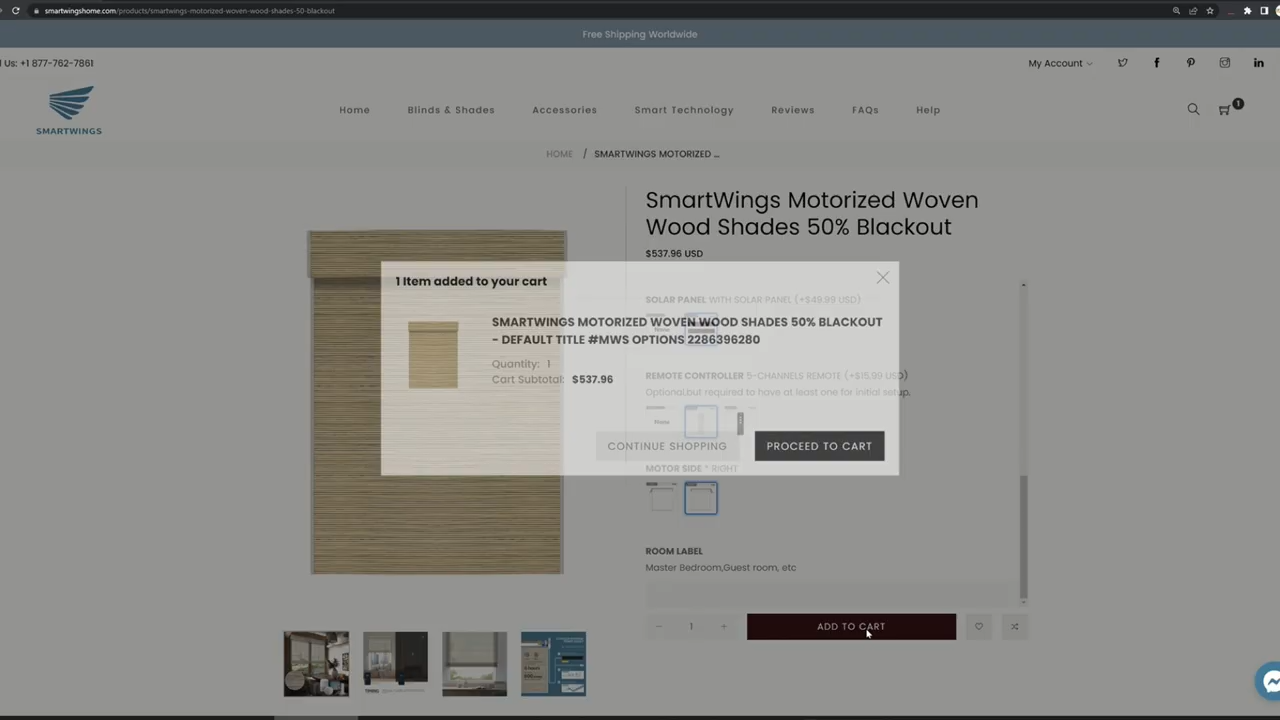 smartwingshome.com/products/smartwings-motorized-woven-wood-shades-50-blackout
Free Shipping Worldwide
Us: +1 877-762-7861
My Account
SMARTWINGS
Home
Blinds & Shades
Accessories
Smart Technology
Reviews
FAQs
Help
1
HOME / SMARTWINGS MOTORIZED ...
SmartWings Motorized Woven
Wood Shades 50% Blackout
$537.96 USD
1 Item added to your cart
SOLAR PANEL WITH SOLAR PANEL (+$49.99 USD)
SMARTWINGS MOTORIZED WOVEN WOOD SHADES 50% BLACKOUT
- DEFAULT TITLE #MWS OPTIONS 2286396280
Quantity: 1
Cart Subtotal: $537.96
REMOTE CONTROLLER 5-CHANNELS REMOTE (+$15.99 USD)
Optional,but required to have at least one for initial setup.
None
CONTINUE SHOPPING
PROCEED TO CART
MOTOR SIDE * RIGHT
ROOM LABEL
Master Bedroom,Guest room, etc
− 1 +
ADD TO CART